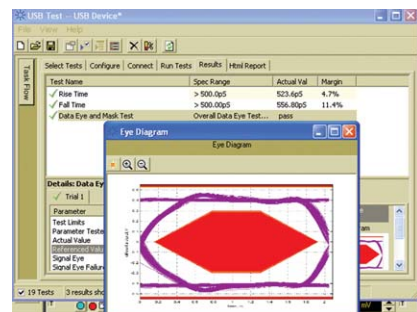 USB Test -- USB Device*
File View Help
Task Flow
Select Tests Configure Connect Run Tests Results Html Report
Test Name Spec Range Actual Val Margin
Rise Time > 500.0pS 523.6pS 4.7%
Fall Time > 500.00pS 556.80pS 11.4%
Data Eye and Mask Test Overall Data Eye Test... pass
Eye Diagram
Eye Diagram
Details: Data Ey
Trial 1
Parameter
Test Limits
Parameter Teste
Actual Value
Referenced Value
Signal Eye
Signal Eye Failure
am
19 Tests 3 results sho
mV